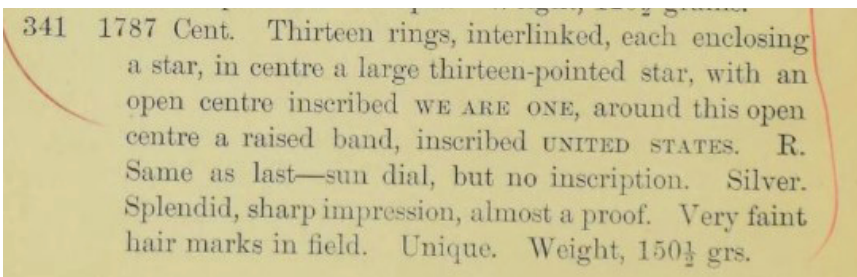 341 1787 Cent. Thirteen rings, interlinked, each enclosing
a star, in centre a large thirteen-pointed star, with an
open centre inscribed WE ARE ONE, around this open
centre a raised band, inscribed UNITED STATES. R.
Same as last—sun dial, but no inscription. Silver.
Splendid, sharp impression, almost a proof. Very faint
hair marks in field. Unique. Weight, 150½ grs.